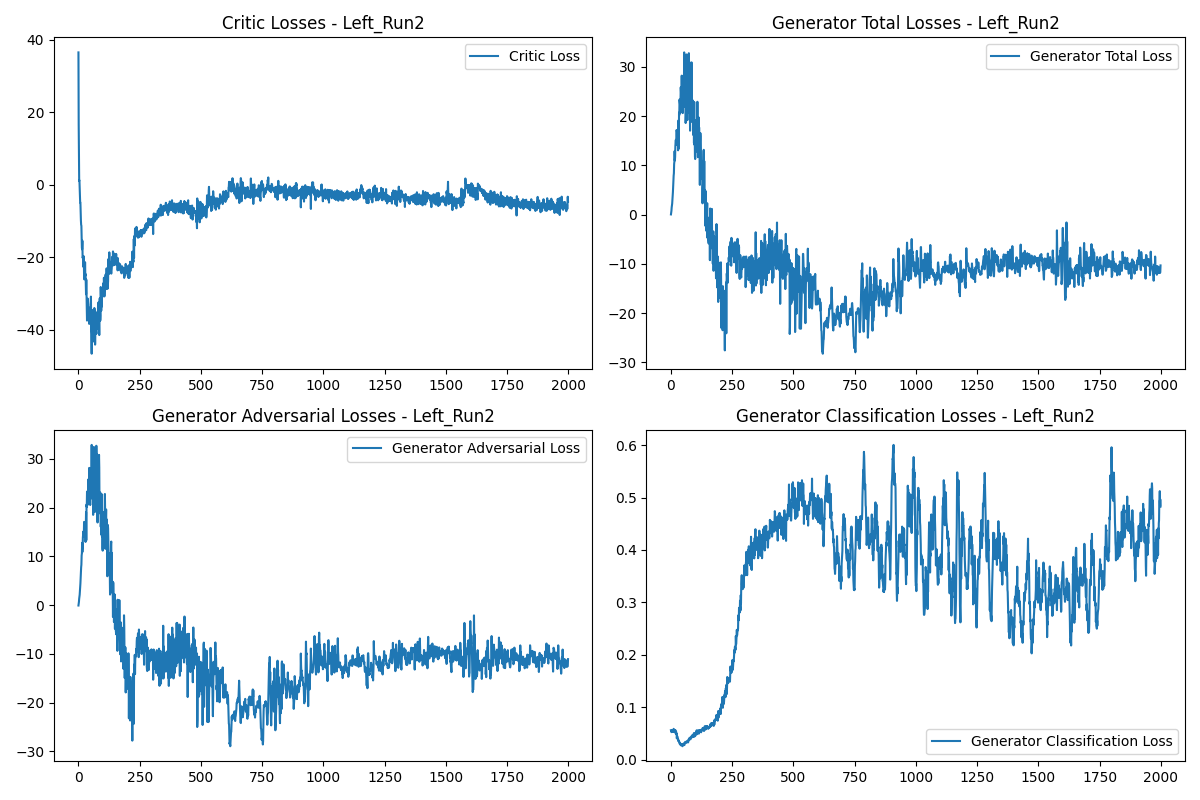 Critic Losses - Left_Run2
Critic Loss
40
20
0
−20
−40
0 250 500 750 1000 1250 1500 1750 2000
Generator Total Losses - Left_Run2
Generator Total Loss
30
20
10
0
−10
−20
−30
0 250 500 750 1000 1250 1500 1750 2000
Generator Adversarial Losses - Left_Run2
Generator Adversarial Loss
30
20
10
0
−10
−20
−30
0 250 500 750 1000 1250 1500 1750 2000
Generator Classification Losses - Left_Run2
0.6
0.5
0.4
0.3
0.2
0.1
0.0
Generator Classification Loss
0 250 500 750 1000 1250 1500 1750 2000